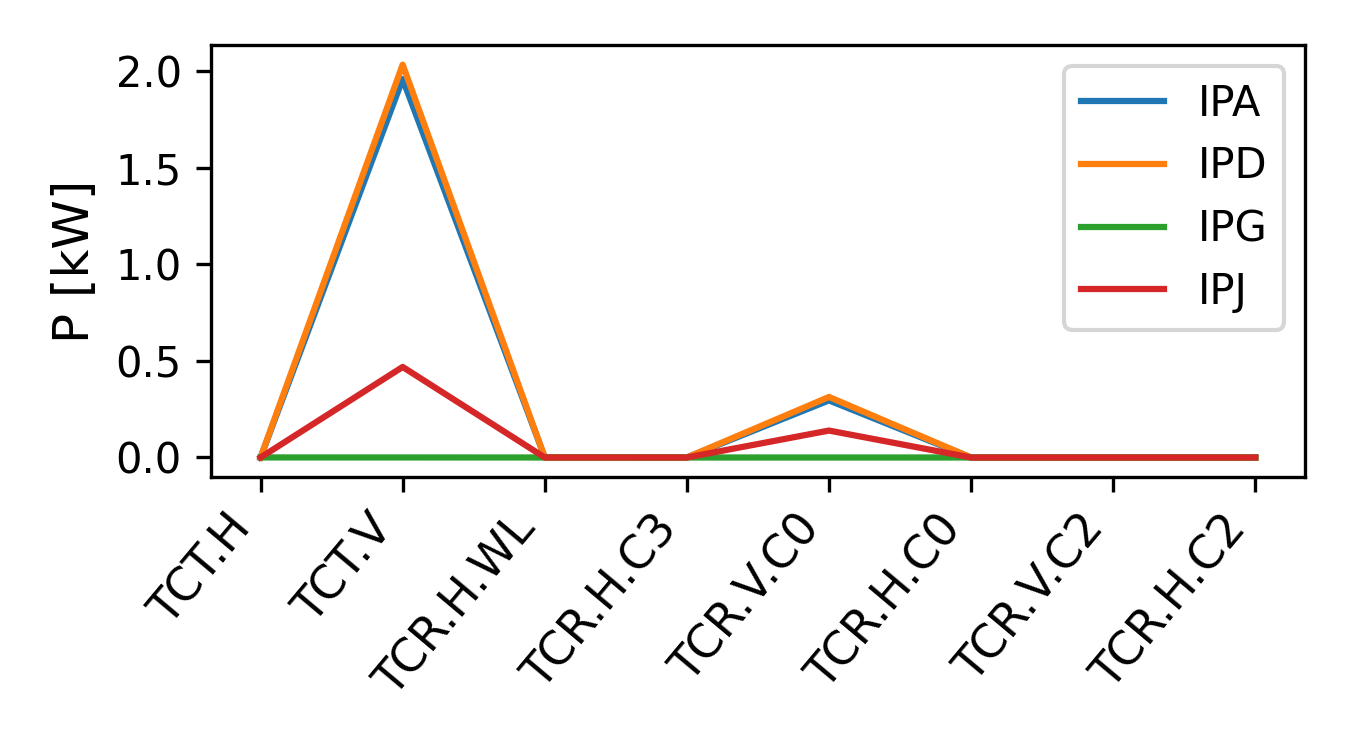 P [kW]
2.0
1.5
1.0
0.5
0.0
IPA
IPD
IPG
IPJ
TCT.H
TCT.V
TCR.H.WL
TCR.H.C3
TCR.V.C0
TCR.H.C0
TCR.V.C2
TCR.H.C2